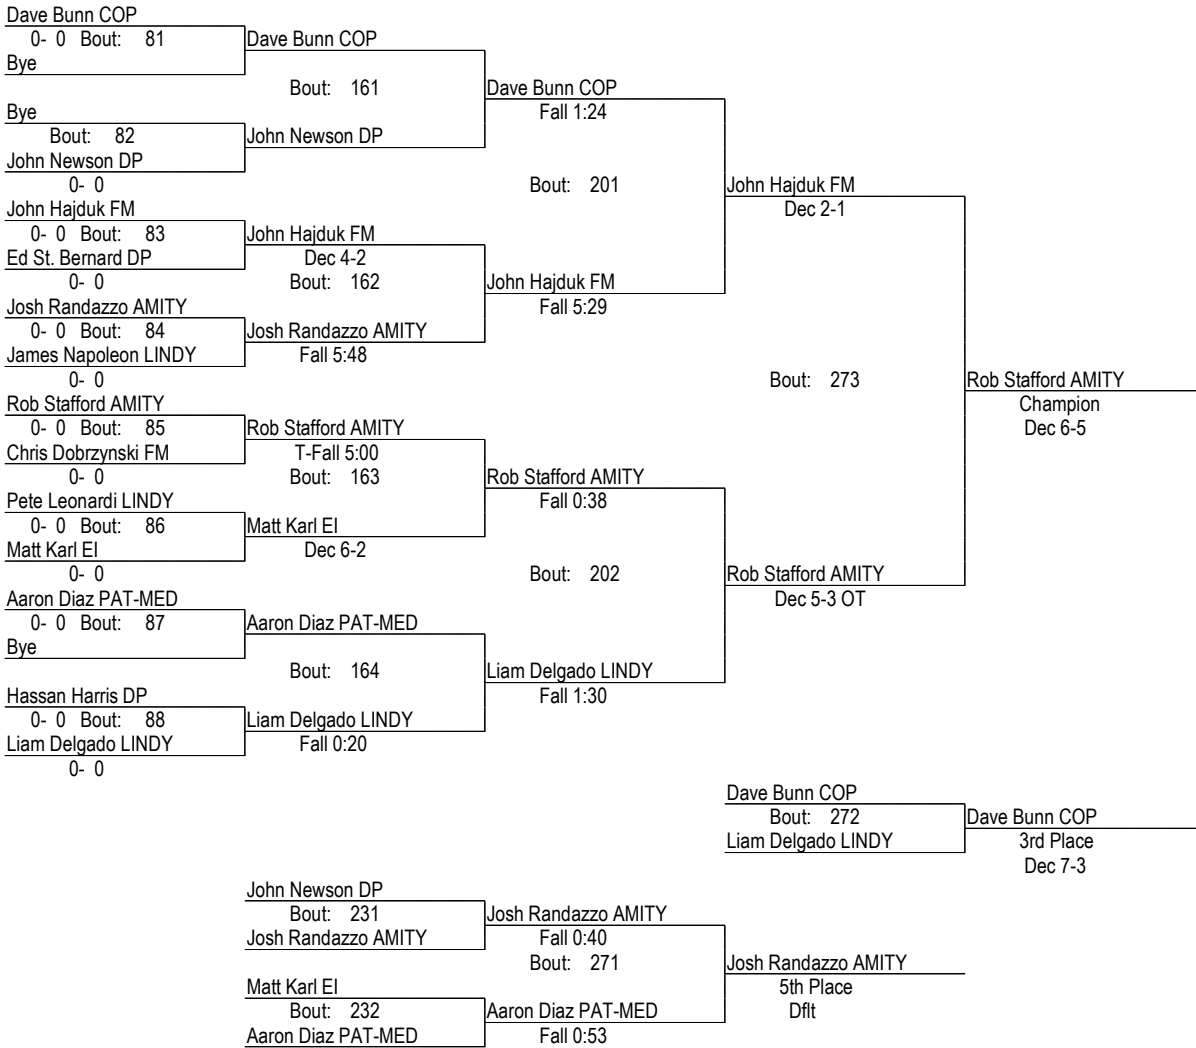 Dave Bunn COP
0- 0 Bout: 81
Dave Bunn COP
Bye
Bout: 161
Dave Bunn COP
Fall 1:24
Bye
Bout: 82
John Newson DP
John Newson DP
0- 0
Bout: 201
John Hajduk FM
Dec 2-1
John Hajduk FM
0- 0 Bout: 83
John Hajduk FM
Dec 4-2
Ed St. Bernard DP
0- 0
Bout: 162
John Hajduk FM
Fall 5:29
Josh Randazzo AMITY
0- 0 Bout: 84
Josh Randazzo AMITY
Fall 5:48
James Napoleon LINDY
0- 0
Bout: 273
Rob Stafford AMITY
Champion
Dec 6-5
Rob Stafford AMITY
0- 0 Bout: 85
Rob Stafford AMITY
T-Fall 5:00
Chris Dobrzynski FM
0- 0
Bout: 163
Rob Stafford AMITY
Fall 0:38
Pete Leonardi LINDY
0- 0 Bout: 86
Matt Karl EI
Dec 6-2
Matt Karl EI
0- 0
Bout: 202
Rob Stafford AMITY
Dec 5-3 OT
Aaron Diaz PAT-MED
0- 0 Bout: 87
Aaron Diaz PAT-MED
Bye
Bout: 164
Liam Delgado LINDY
Fall 1:30
Hassan Harris DP
0- 0 Bout: 88
Liam Delgado LINDY
Fall 0:20
Liam Delgado LINDY
0- 0
Dave Bunn COP
Bout: 272
Dave Bunn COP
Liam Delgado LINDY
3rd Place
Dec 7-3
John Newson DP
Bout: 231
Josh Randazzo AMITY
Josh Randazzo AMITY
Fall 0:40
Bout: 271
Josh Randazzo AMITY
5th Place
Dflt
Matt Karl EI
Bout: 232
Aaron Diaz PAT-MED
Aaron Diaz PAT-MED
Fall 0:53